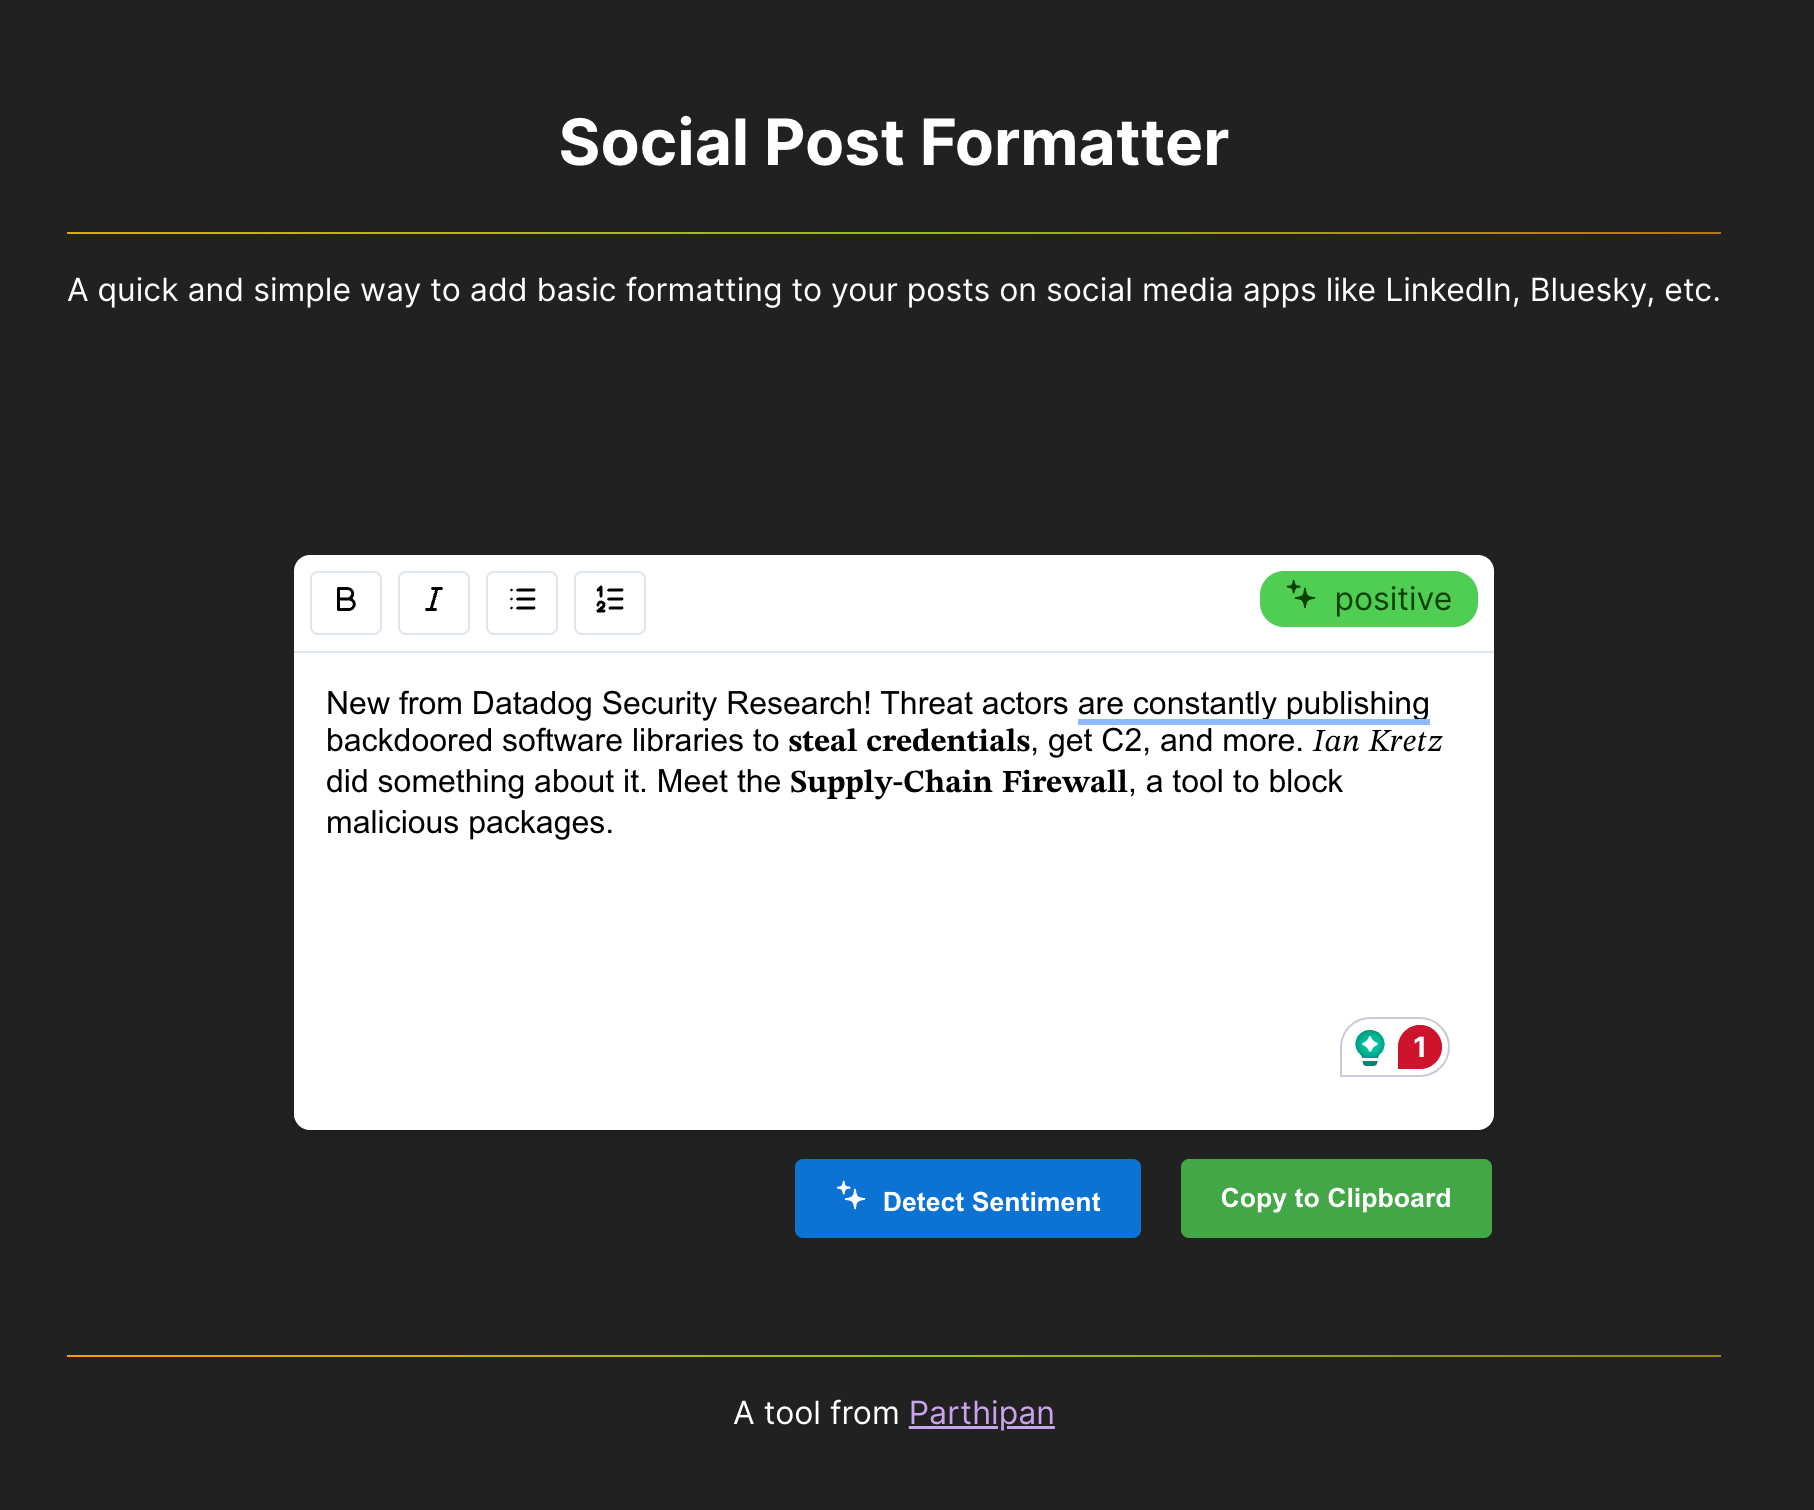 Social Post Formatter
A quick and simple way to add basic formatting to your posts on social media apps like LinkedIn, Bluesky, etc.
B I 1 2 positive
New from Datadog Security Research! Threat actors are constantly publishing
backdoored software libraries to steal credentials, get C2, and more. Ian Kretz
did something about it. Meet the Supply-Chain Firewall, a tool to block
malicious packages.
1
Detect Sentiment Copy to Clipboard
A tool from Parthipan